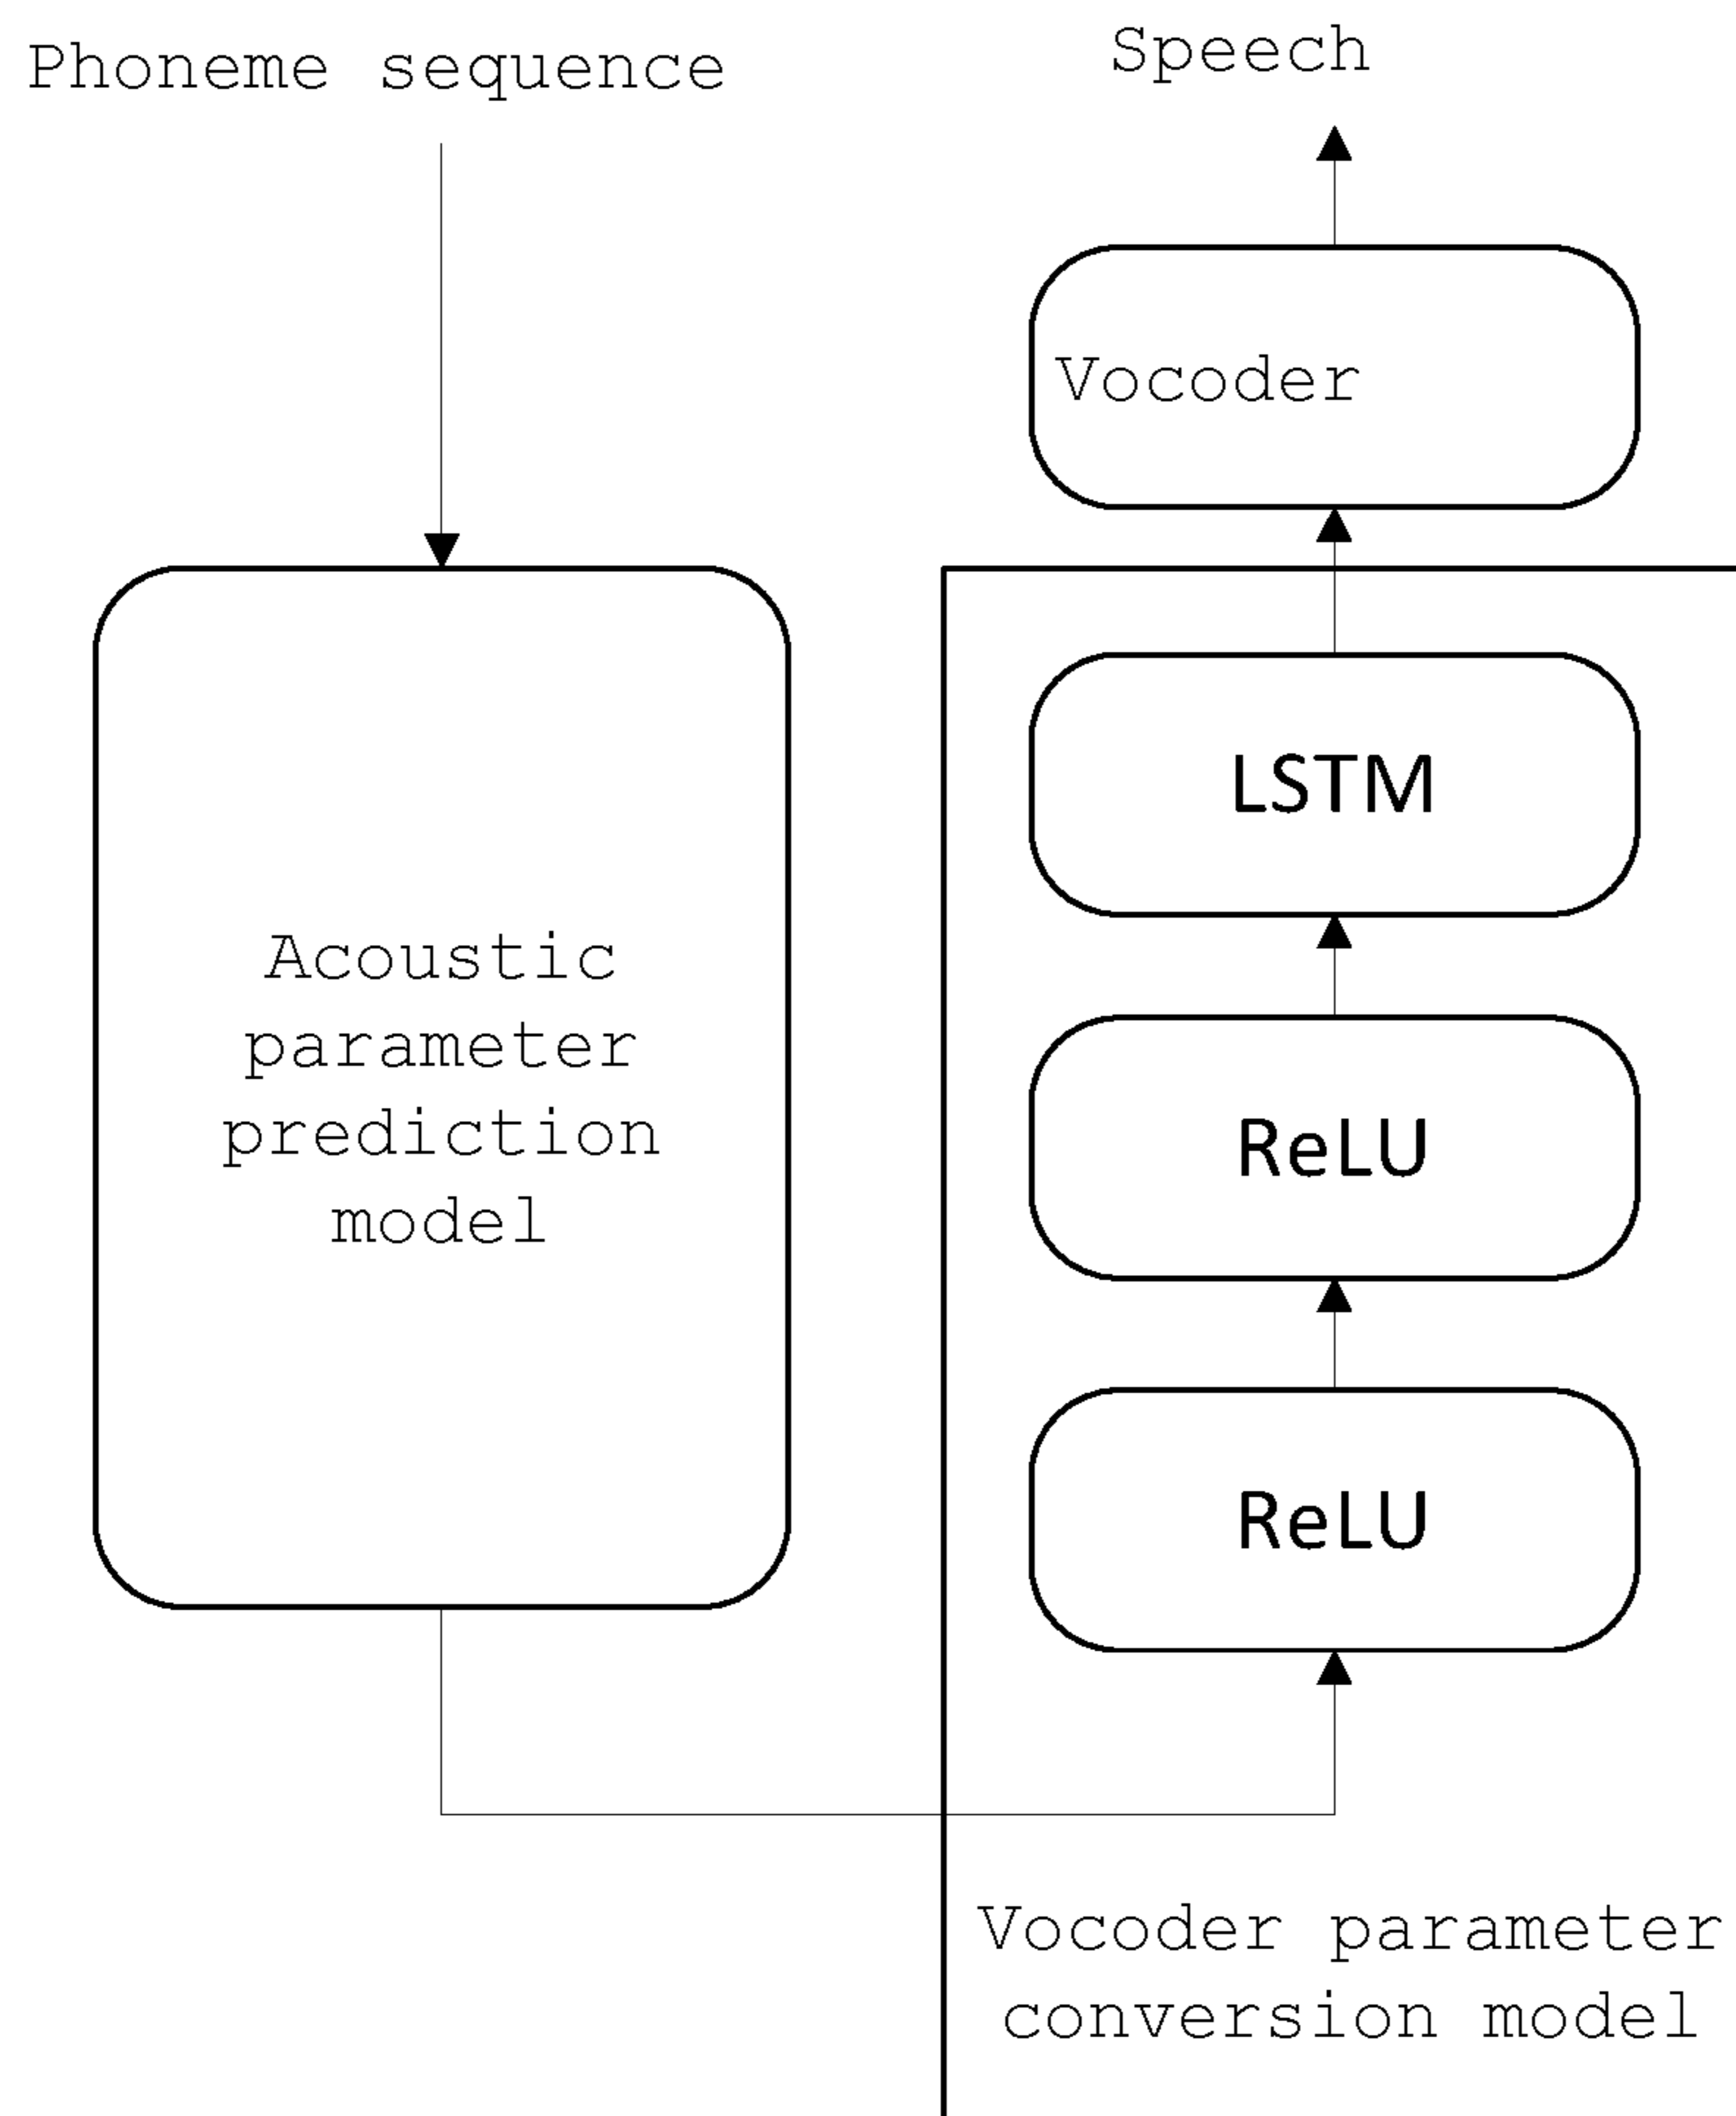 Phoneme sequence
Speech
Vocoder
LSTM
Acoustic
parameter
prediction
model
ReLU
ReLU
Vocoder parameter
conversion model